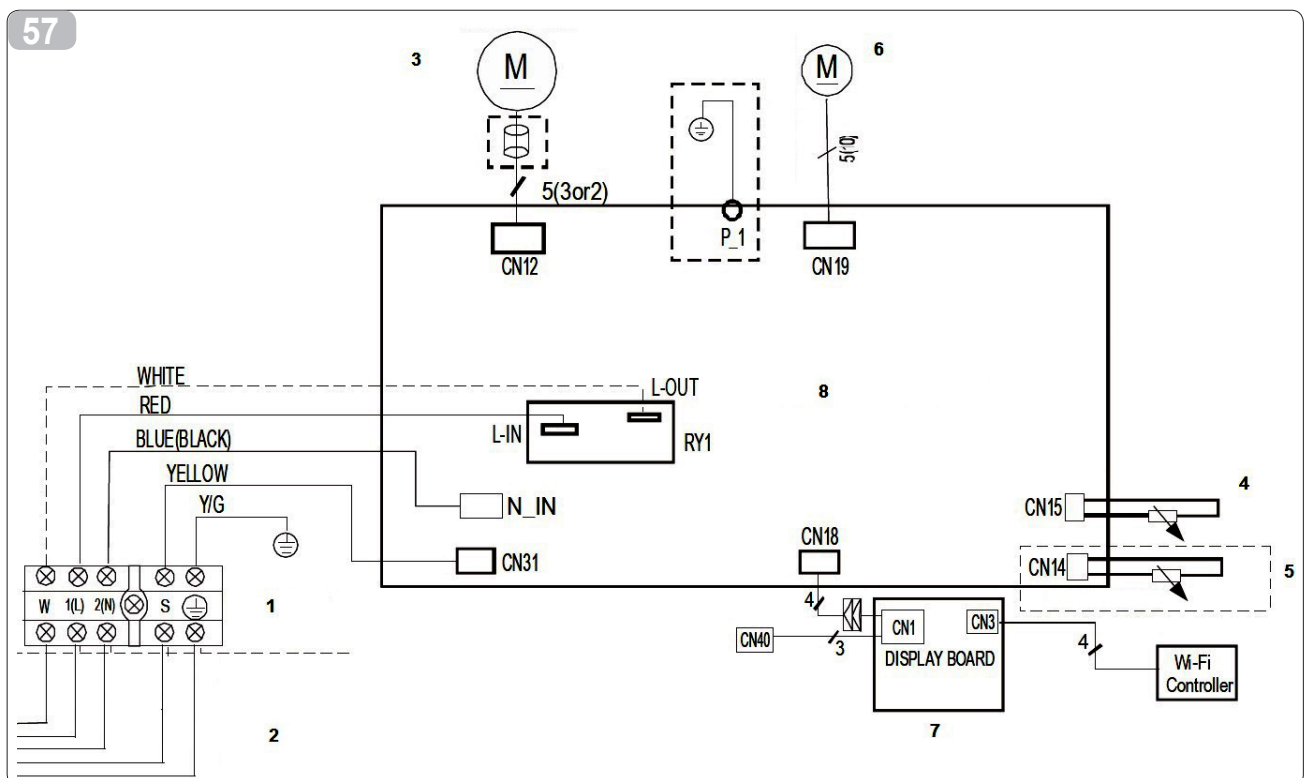 57
3
M
6
M
5(10)
5(3or2)
P_1
CN12
CN19
WHITE
L-OUT
RED
8
L-IN
RY1
BLUE(BLACK)
YELLOW
N_IN
Y/G
CN15
4
CN18
CN31
CN14
5
W 1(L) 2(N) S
1
4
CN1
CN3
CN40
3
4
DISPLAY BOARD
Wi-Fi
Controller
2
7